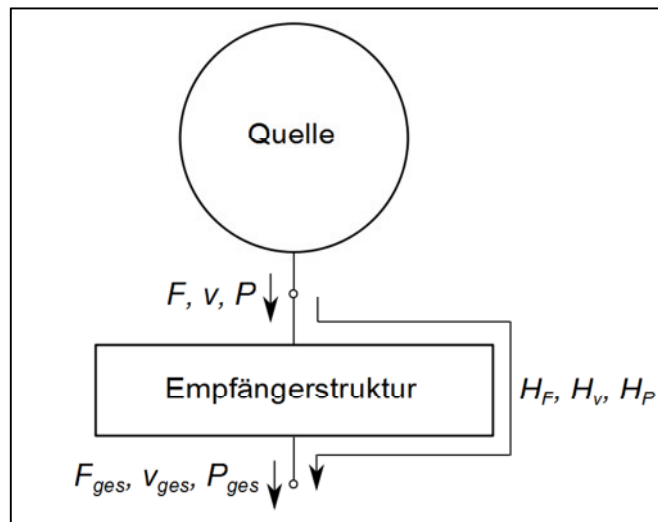 Quelle
F, v, P
Empfängerstruktur
H_F, H_v, H_P
F_ges, v_ges, P_ges